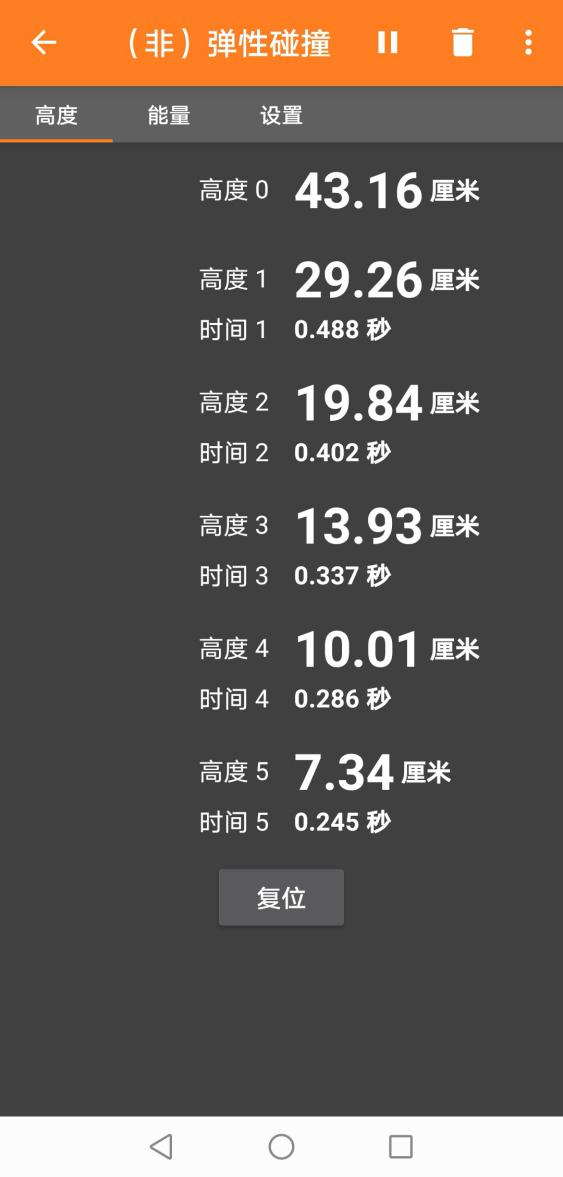 （非）弹性碰撞
高度 能量 设置
高度 0 43.16 厘米
高度 1 29.26 厘米
时间 1 0.488 秒
高度 2 19.84 厘米
时间 2 0.402 秒
高度 3 13.93 厘米
时间 3 0.337 秒
高度 4 10.01 厘米
时间 4 0.286 秒
高度 5 7.34 厘米
时间 5 0.245 秒
复位